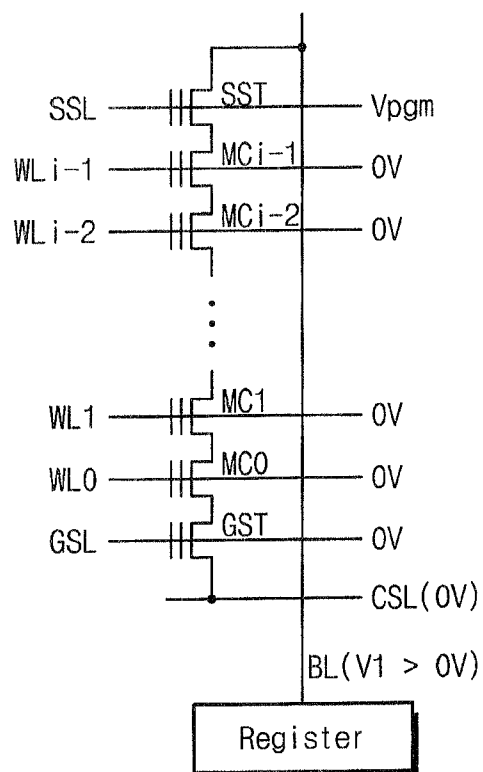 SSL SST Vpgm
WLi-1 MCi-1 0V
WLi-2 MCi-2 0V
WL1 MC1 0V
WL0 MC0 0V
GSL GST 0V
CSL(0V)
BL(V1 > 0V)
Register